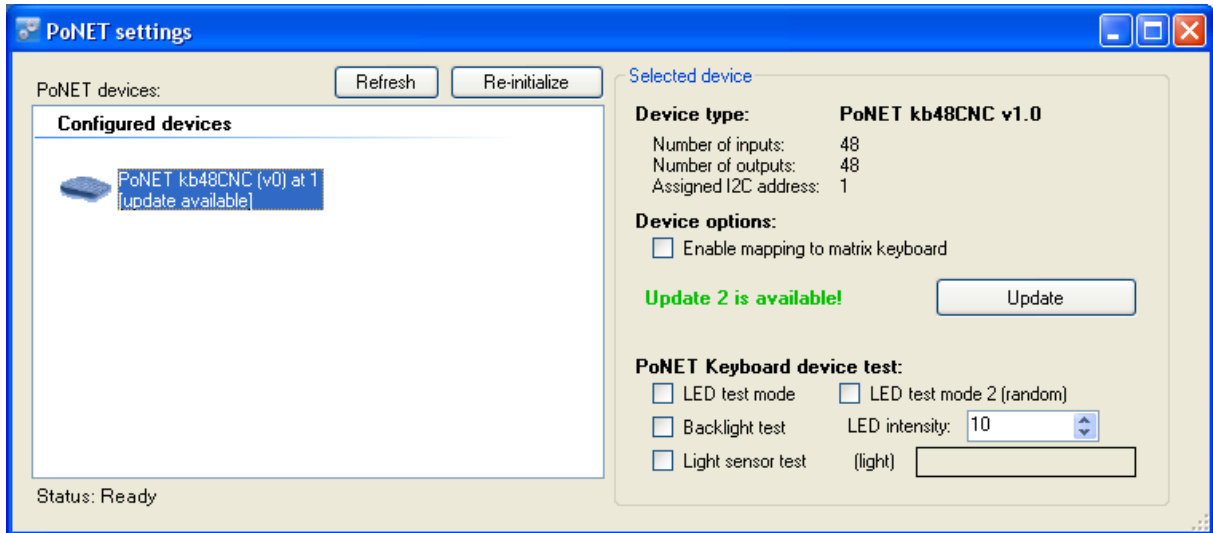 PoNET settings
PoNET devices:
Refresh
Re-initialize
Configured devices
PoNET kb48CNC (v0) at 1
[update available]
Status: Ready
Selected device
Device type: PoNET kb48CNC v1.0
Number of inputs: 48
Number of outputs: 48
Assigned I2C address: 1
Device options:
Enable mapping to matrix keyboard
Update 2 is available!
Update
PoNET Keyboard device test:
LED test mode
LED test mode 2 (random)
Backlight test
LED intensity: 10
Light sensor test
(light)